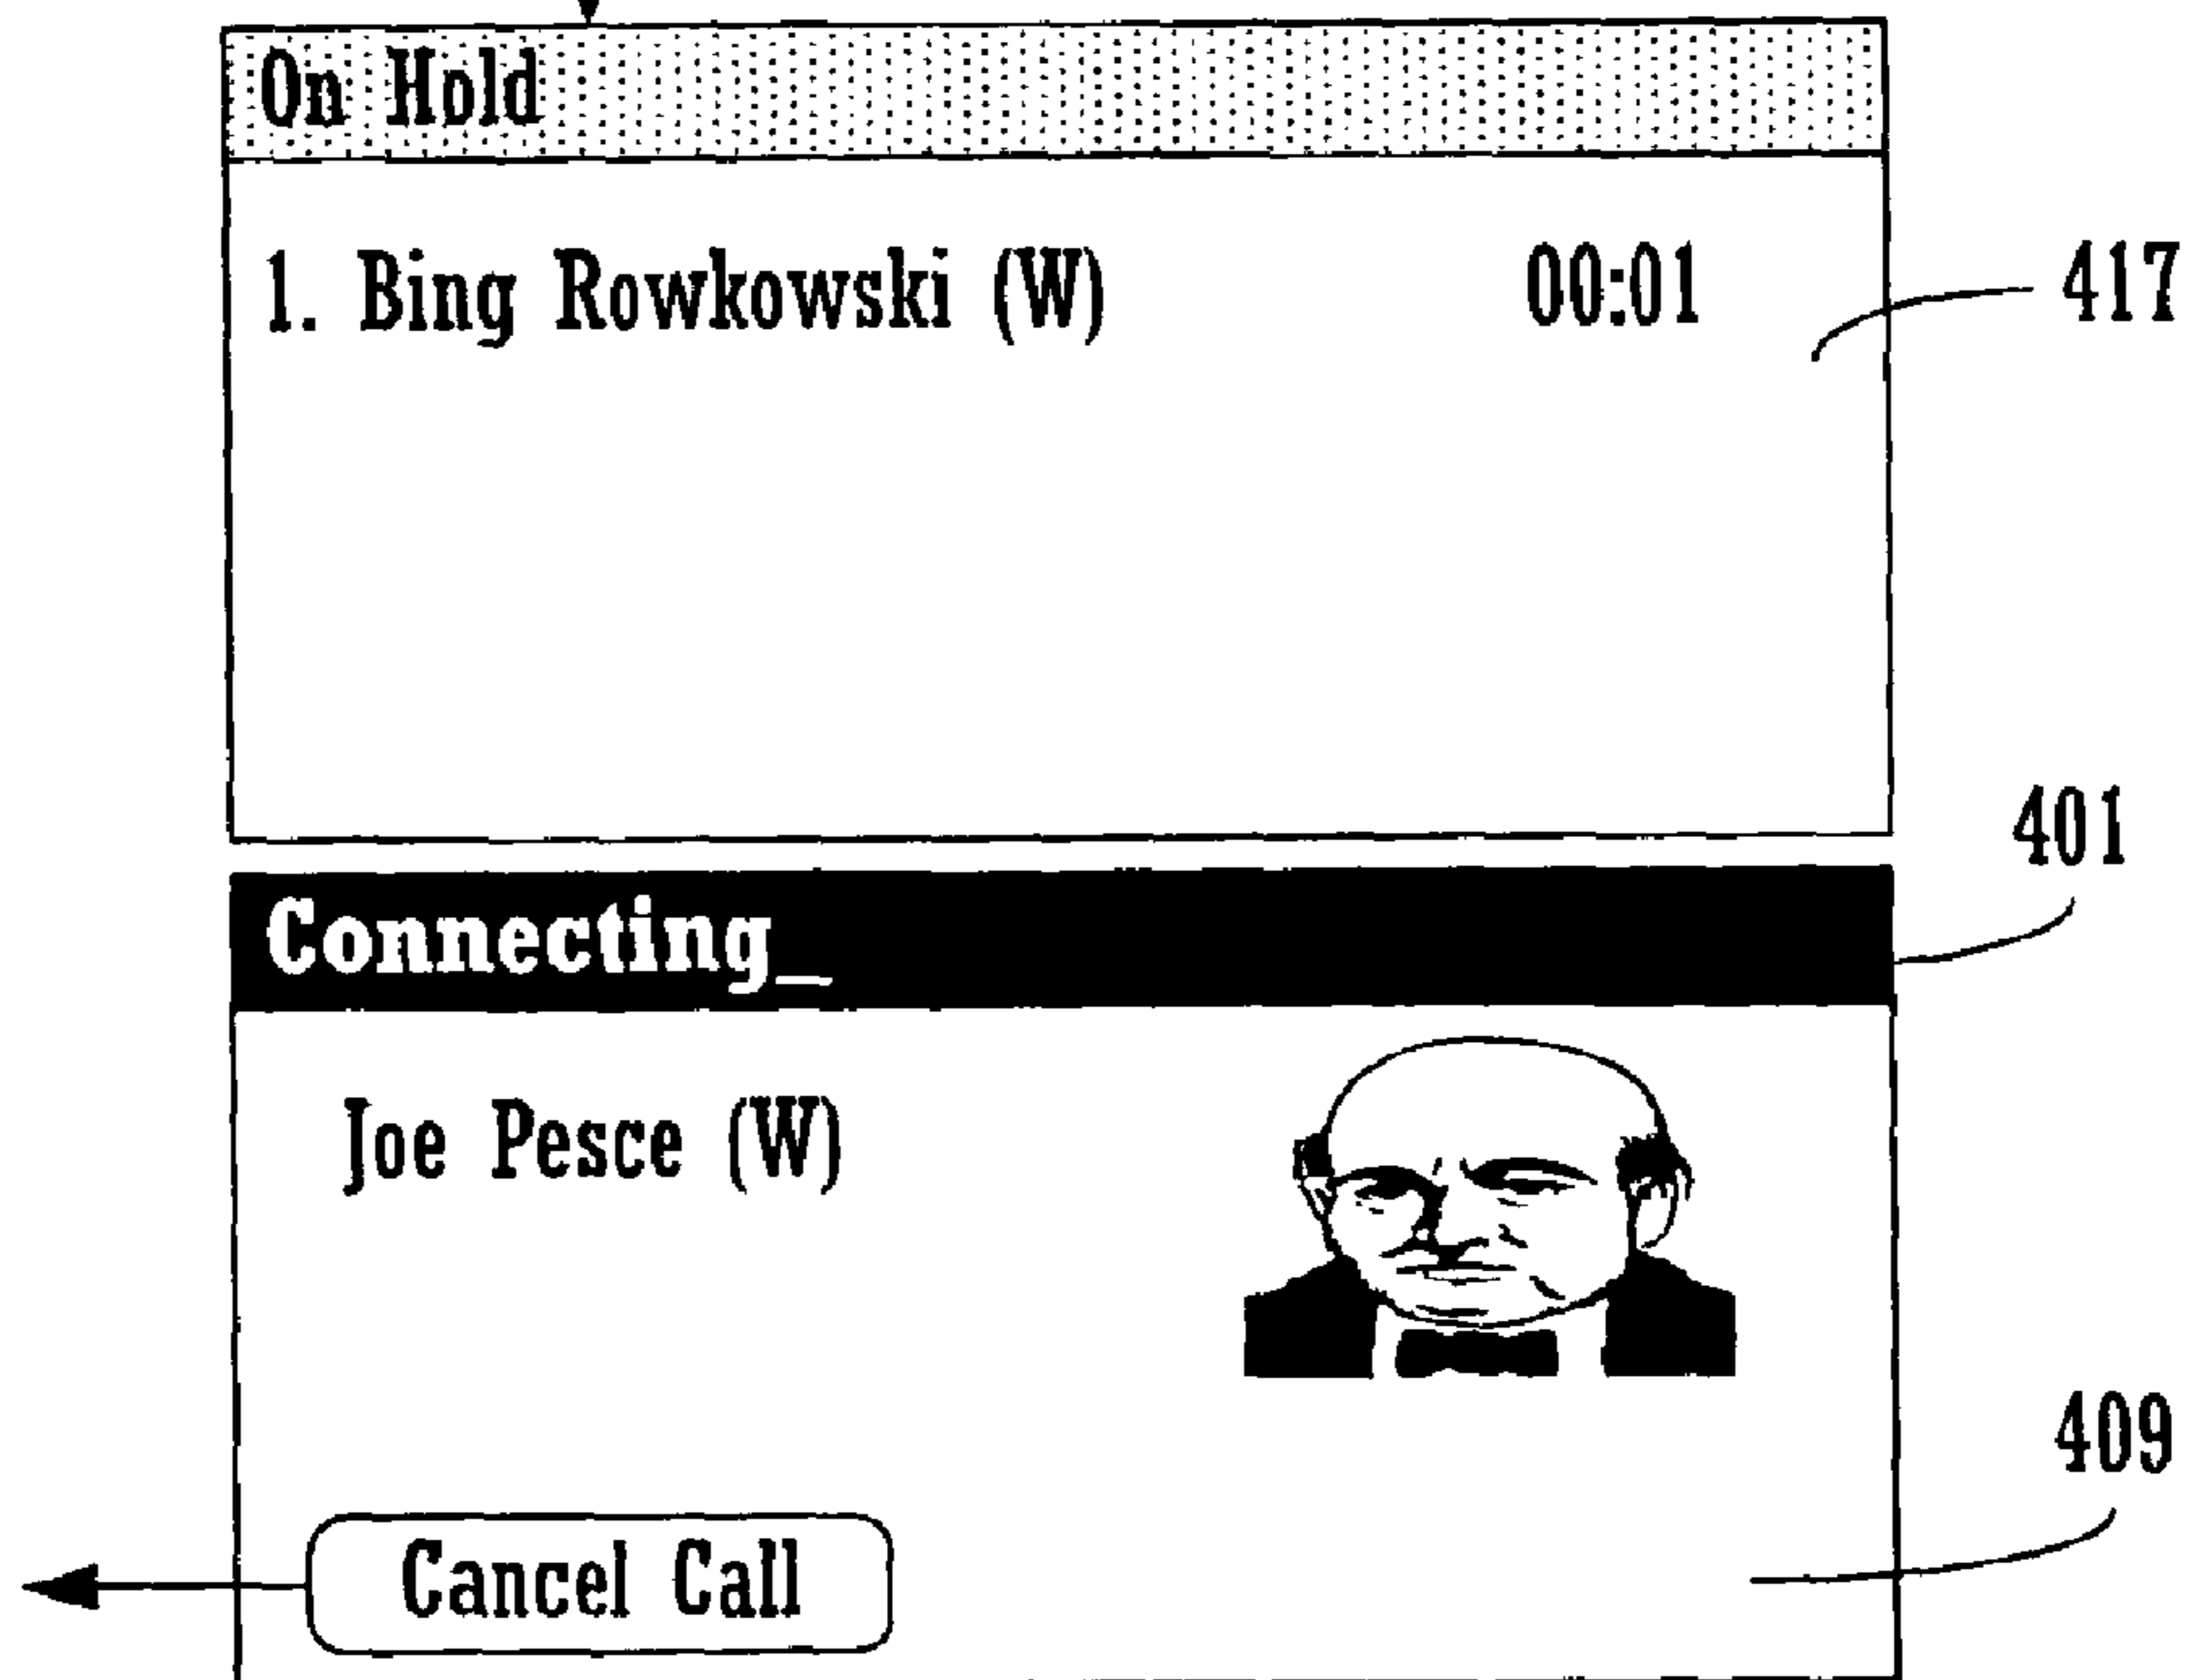 On Hold
1. Bing Rowkowski (W) 00:01
417
401
Connecting_
Joe Pesce (W)
409
Cancel Call